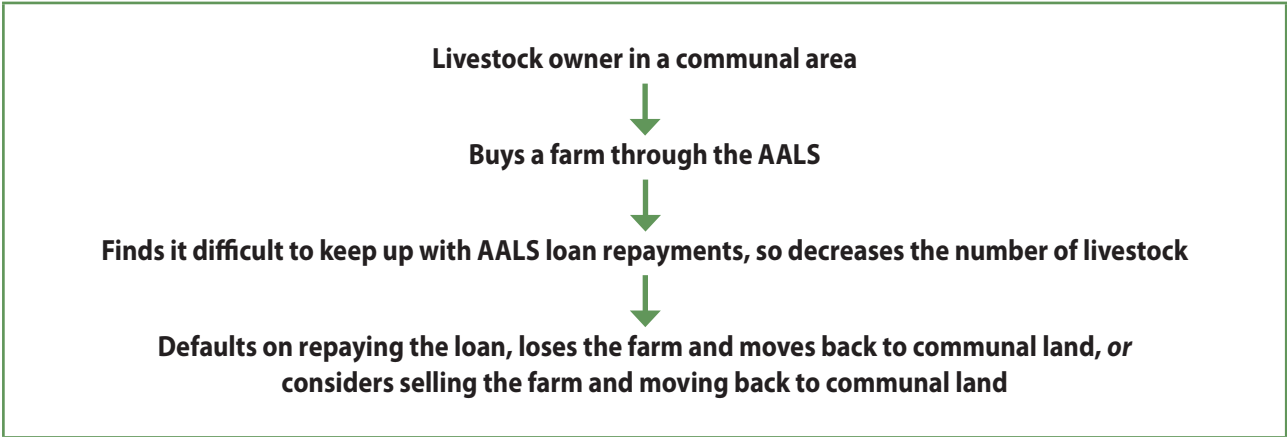 Livestock owner in a communal area
Buys a farm through the AALS
Finds it difficult to keep up with AALS loan repayments, so decreases the number of livestock
Defaults on repaying the loan, loses the farm and moves back to communal land, or
considers selling the farm and moving back to communal land